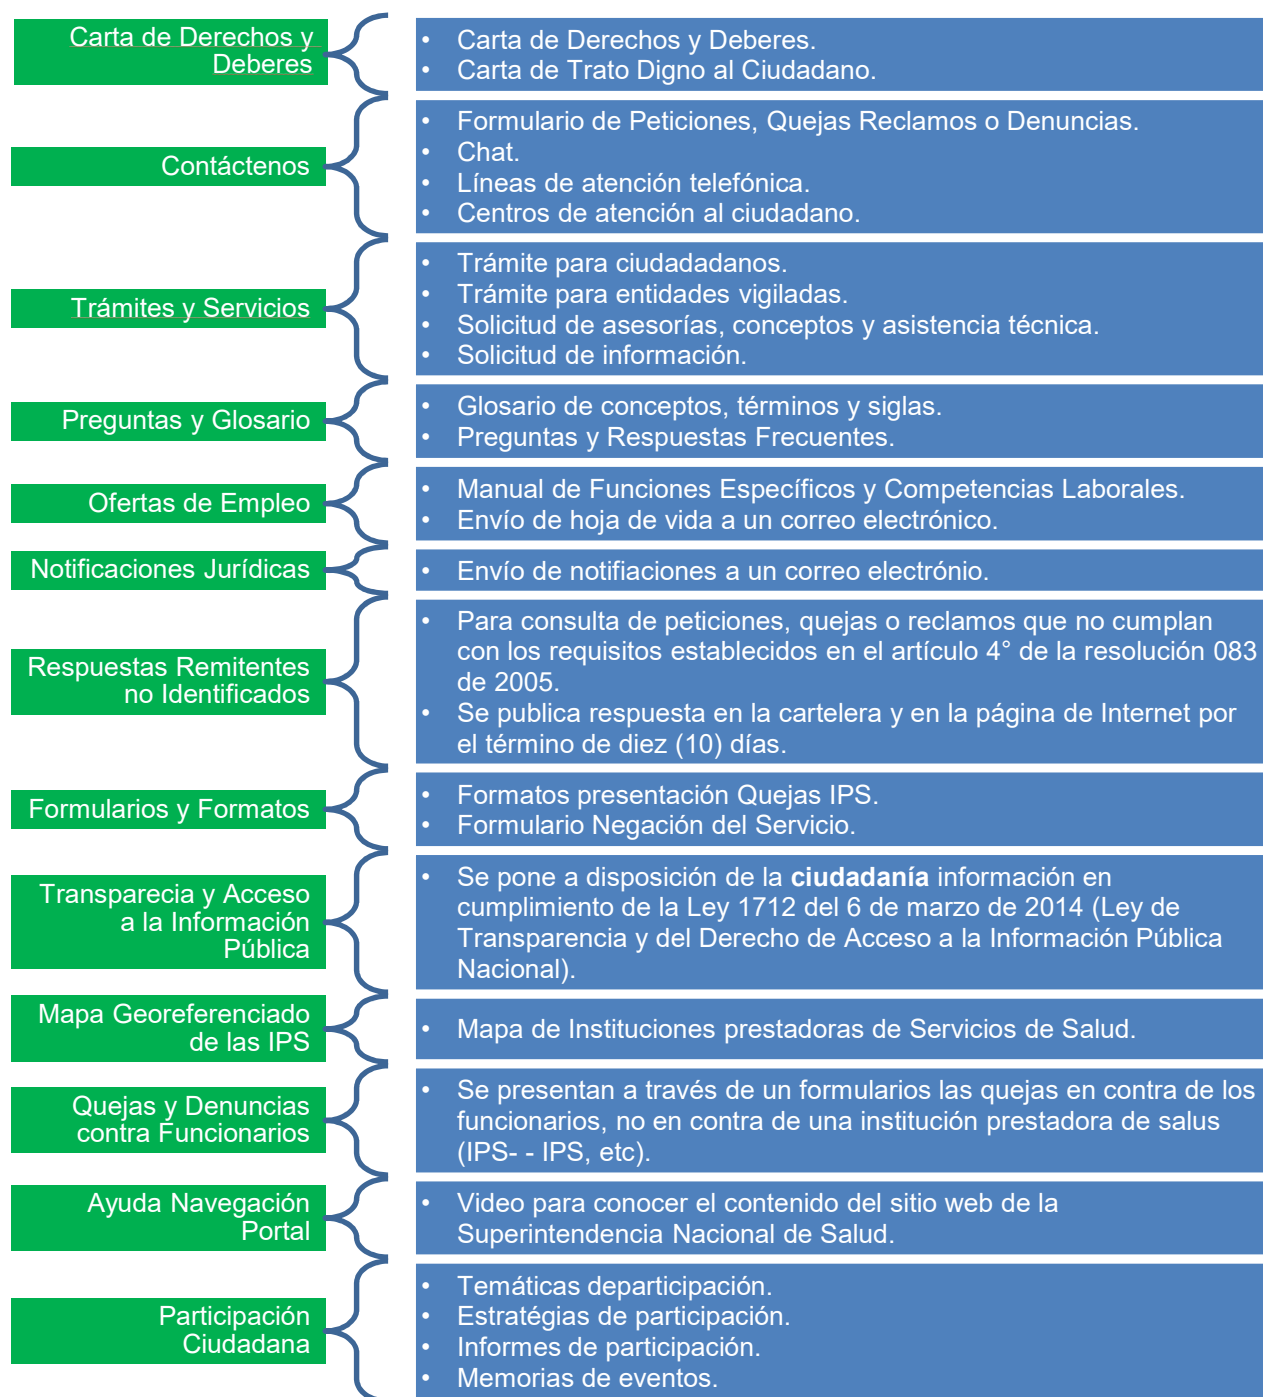 Carta de Derechos y
Deberes
• Carta de Derechos y Deberes.
• Carta de Trato Digno al Ciudadano.
Contáctenos
• Formulario de Peticiones, Quejas Reclamos o Denuncias.
• Chat.
• Líneas de atención telefónica.
• Centros de atención al ciudadano.
Trámites y Servicios
• Trámite para ciudadadanos.
• Trámite para entidades vigiladas.
• Solicitud de asesorías, conceptos y asistencia técnica.
• Solicitud de información.
Preguntas y Glosario
• Glosario de conceptos, términos y siglas.
• Preguntas y Respuestas Frecuentes.
Ofertas de Empleo
• Manual de Funciones Específicos y Competencias Laborales.
• Envío de hoja de vida a un correo electrónico.
Notificaciones Jurídicas
• Envío de notifiaciones a un correo electrónio.
Respuestas Remitentes
no Identificados
• Para consulta de peticiones, quejas o reclamos que no cumplan
con los requisitos establecidos en el artículo 4° de la resolución 083
de 2005.
• Se publica respuesta en la cartelera y en la página de Internet por
el término de diez (10) días.
Formularios y Formatos
• Formatos presentación Quejas IPS.
• Formulario Negación del Servicio.
Transparecia y Acceso
a la Información
Pública
• Se pone a disposición de la ciudadanía información en
cumplimiento de la Ley 1712 del 6 de marzo de 2014 (Ley de
Transparencia y del Derecho de Acceso a la Información Pública
Nacional).
Mapa Georeferenciado
de las IPS
• Mapa de Instituciones prestadoras de Servicios de Salud.
Quejas y Denuncias
contra Funcionarios
• Se presentan a través de un formularios las quejas en contra de los
funcionarios, no en contra de una institución prestadora de salus
(IPS- - IPS, etc).
Ayuda Navegación
Portal
• Video para conocer el contenido del sitio web de la
Superintendencia Nacional de Salud.
Participación
Ciudadana
• Temáticas departicipación.
• Estratégias de participación.
• Informes de participación.
• Memorias de eventos.